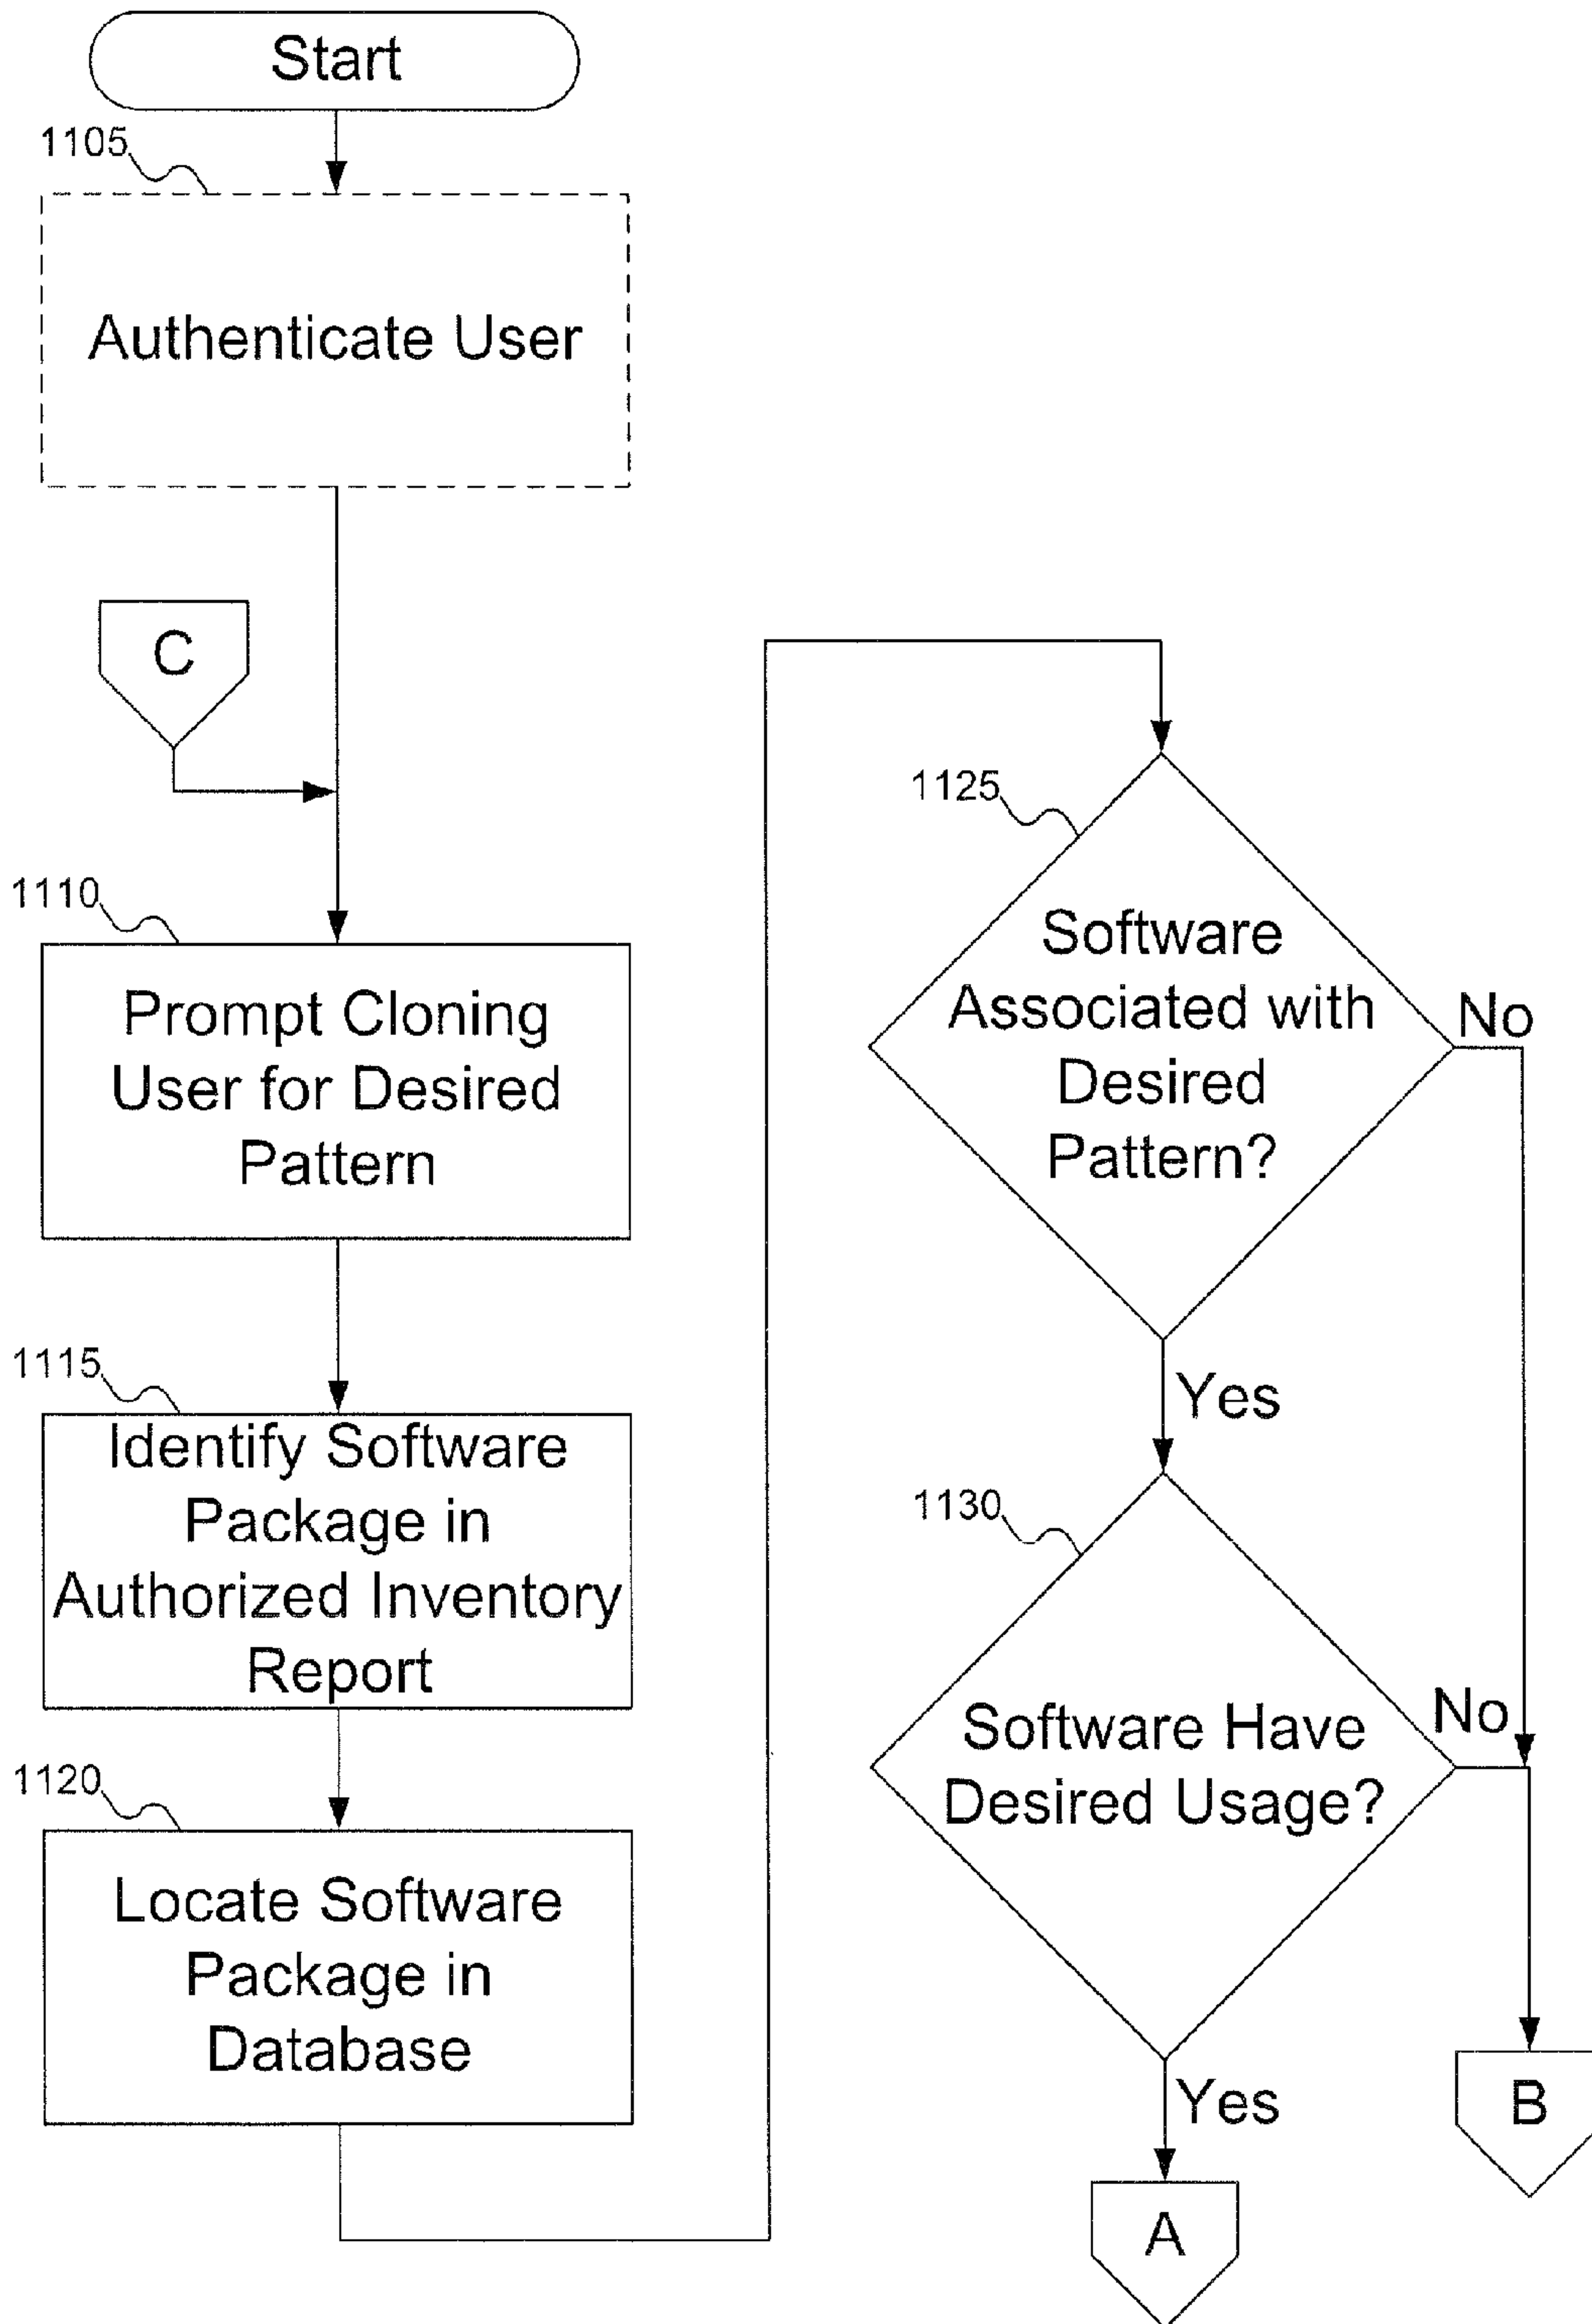 Start
1105
Authenticate User
C
1110
Prompt Cloning
User for Desired
Pattern
1115
Identify Software
Package in
Authorized Inventory
Report
1120
Locate Software
Package in
Database
1125
Software
Associated with
Desired
Pattern?
No
Yes
1130
Software Have
Desired Usage?
No
Yes
B
A